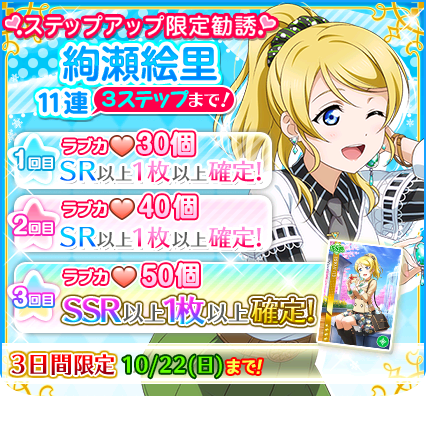 ステップアップ限定勧誘
絢瀬絵里
11連 3ステップまで!
1回目 ラブカ♥30個
SR以上1枚以上確定!
2回目 ラブカ♥40個
SR以上1枚以上確定!
3回目 ラブカ♥50個
SSR以上1枚以上確定!
3日間限定 10/22(日)まで!